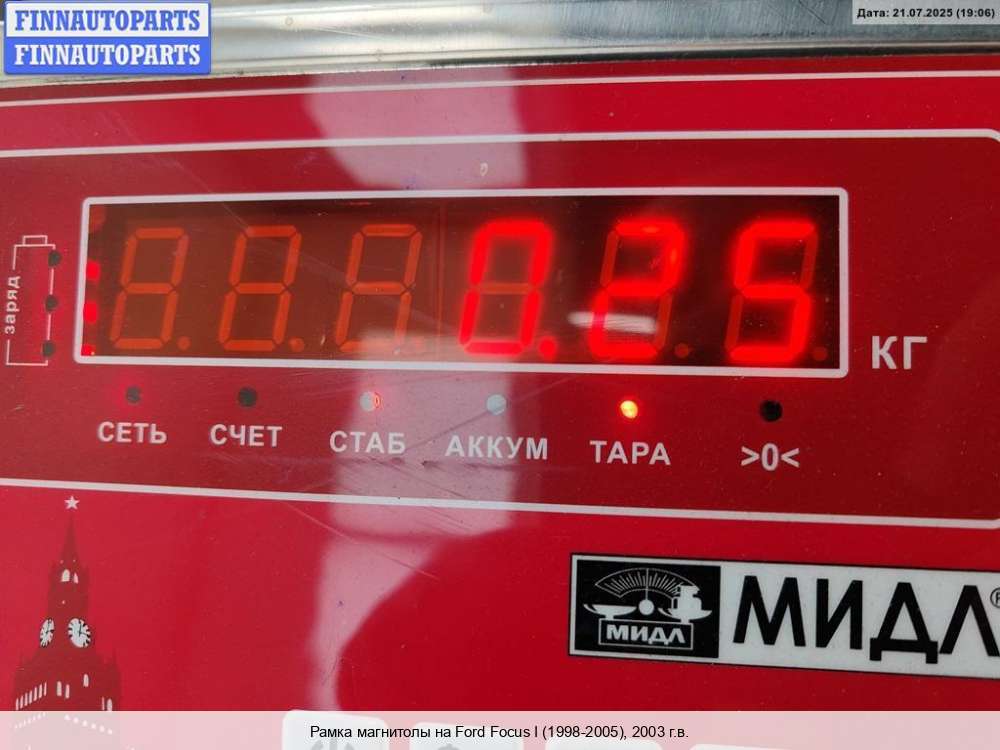 FINNAUTOPARTS
FINNAUTOPARTS
Дата: 21.07.2025 (19:06)
заряд
0.25
КГ
СЕТЬ СЧЕТ СТАБ АККУМ ТАРА >0<
МИДЛ
МИДЛ®
Рамка магнитолы на Ford Focus I (1998-2005), 2003 г.в.